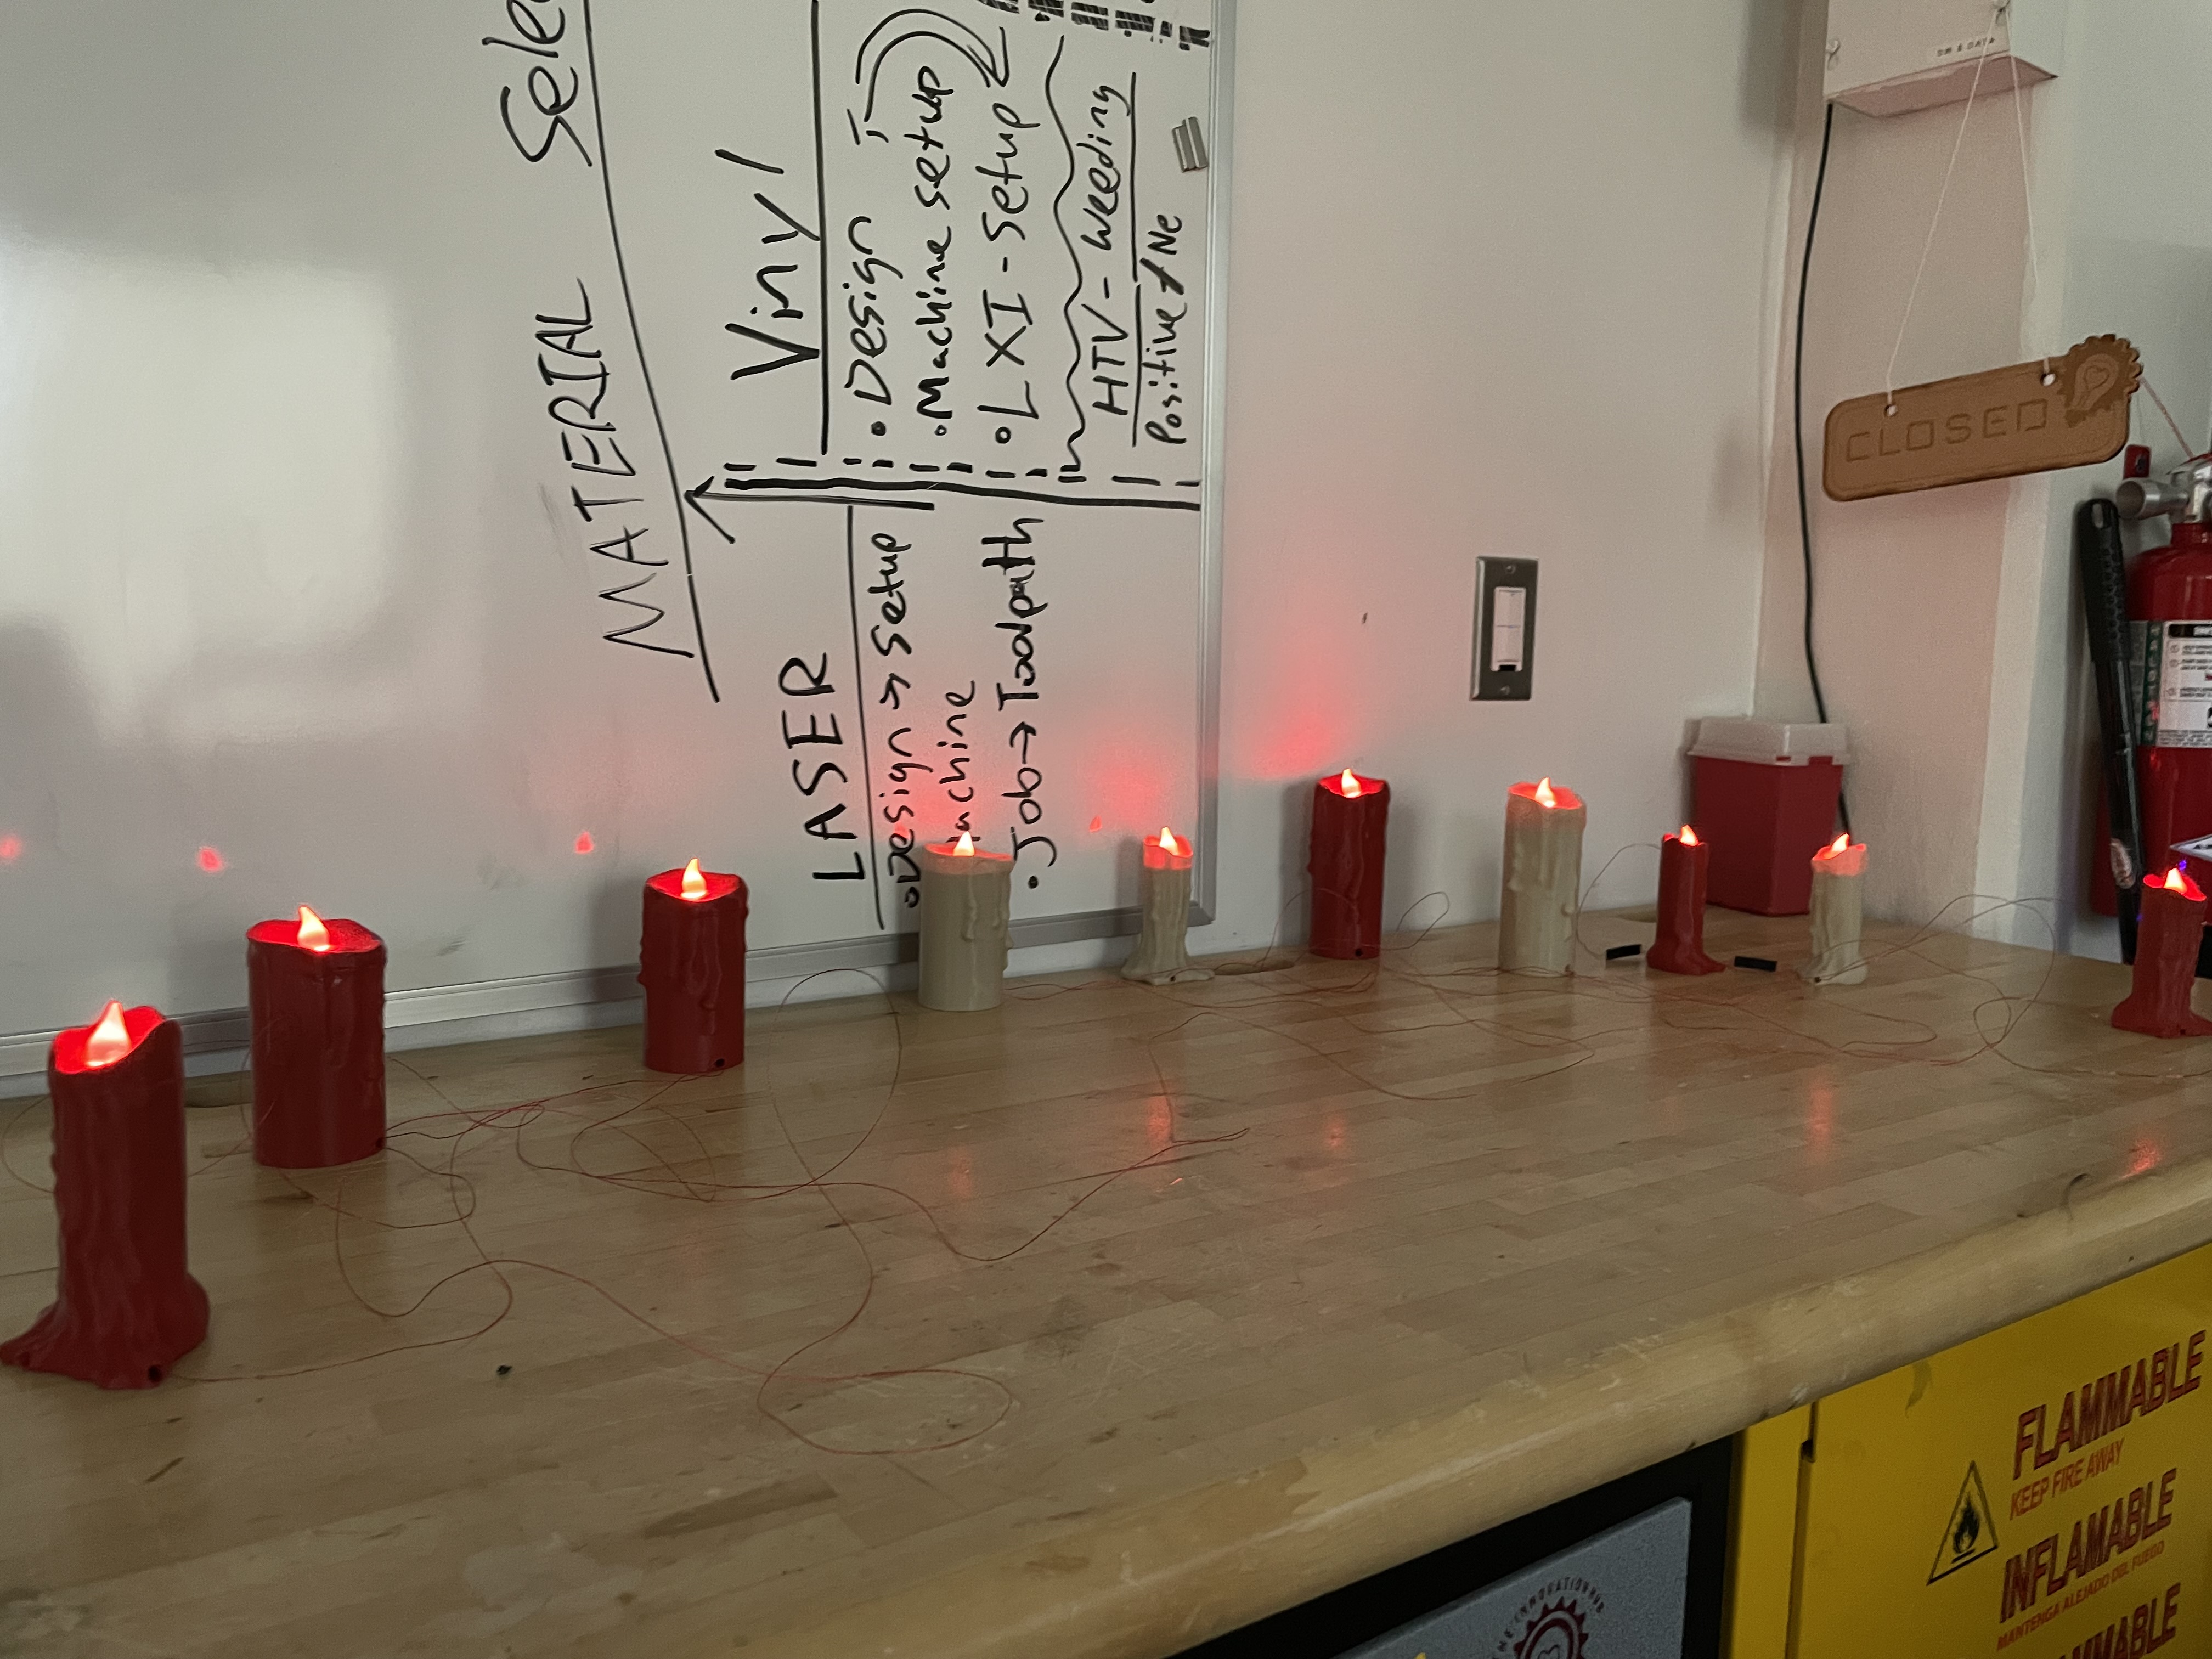 MATERIAL
Vinyl
• Design
• Machine setup
• LXI - Setup
HTV - Weeding
Positive / Ne
LASER
• Design → Setup
Machine
• Job → Toolpath
CLOSED
FLAMMABLE
KEEP FIRE AWAY
INFLAMABLE
MANTENGA ALEJADO DEL FUEGO